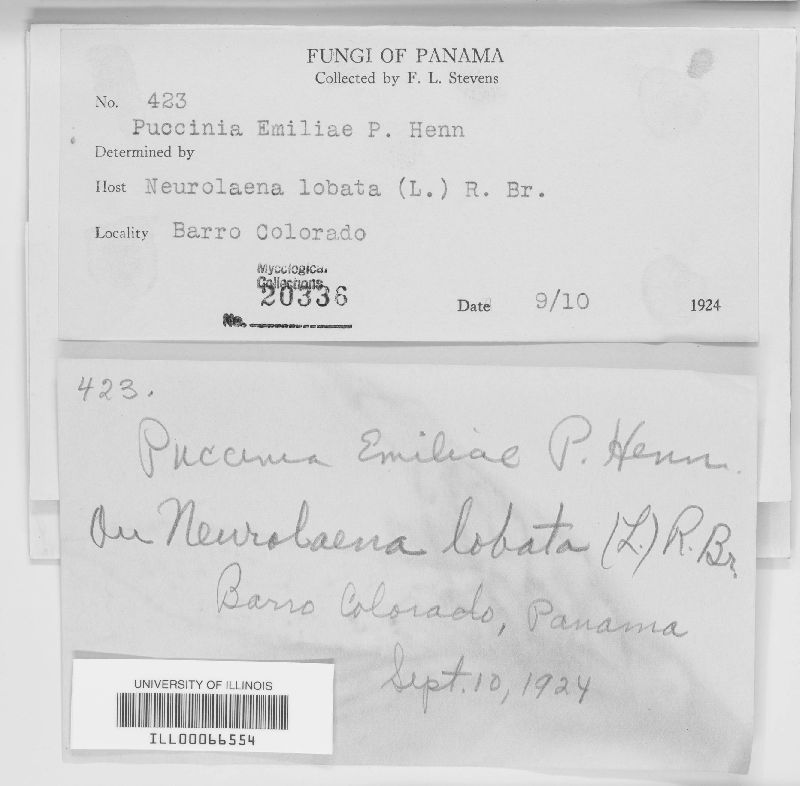 FUNGI OF PANAMA
Collected by F. L. Stevens
No. 423
Puccinia Emiliae P. Henn
Determined by
Host Neurolaena lobata (L.) R. Br.
Locality Barro Colorado
Mycological
Collections
20336
No.
Date 9/10 1924
423.
Puccinia Emiliae P. Henn.
On Neurolaena lobata (L.) R. Br.
Barro Colorado, Panama
Sept. 10, 1924
UNIVERSITY OF ILLINOIS
ILL00066554